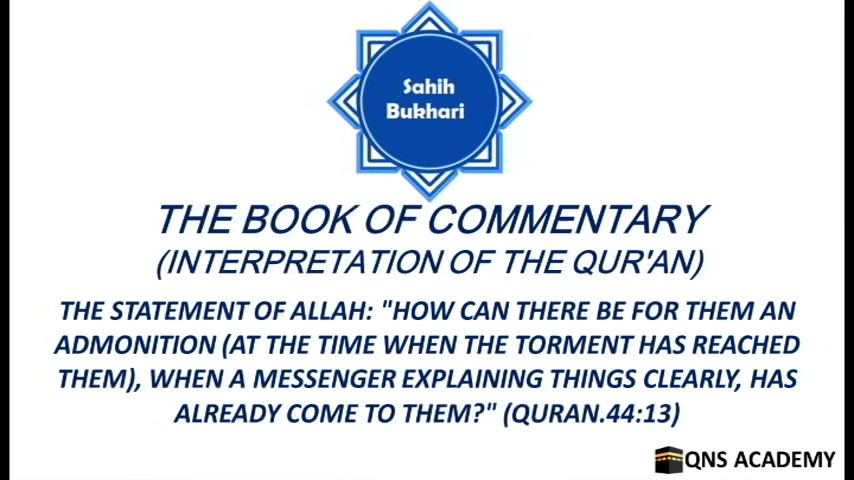 Sahih
Bukhari
THE BOOK OF COMMENTARY
(INTERPRETATION OF THE QUR'AN)
THE STATEMENT OF ALLAH: "HOW CAN THERE BE FOR THEM AN
ADMONITION (AT THE TIME WHEN THE TORMENT HAS REACHED
THEM), WHEN A MESSENGER EXPLAINING THINGS CLEARLY, HAS
ALREADY COME TO THEM?" (QURAN.44:13)
QNS ACADEMY